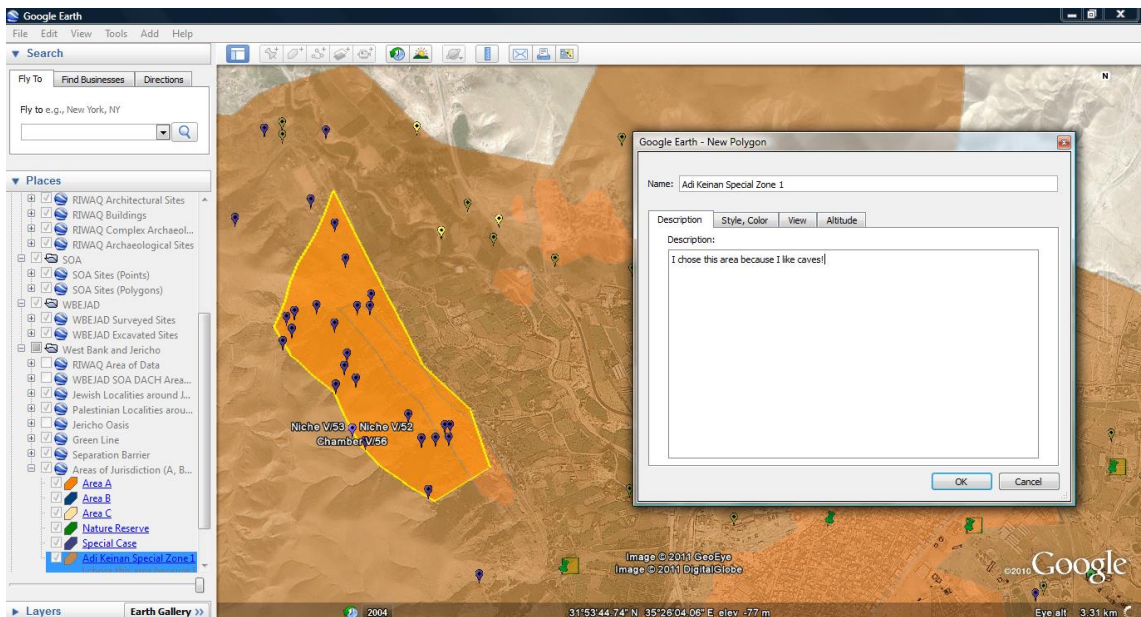 Google Earth
File Edit View Tools Add Help
Search
Fly To Find Businesses Directions
Fly to e.g., New York, NY
Places
RIWAQ Architectural Sites
RIWAQ Buildings
RIWAQ Complex Archaeol...
RIWAQ Archaeological Sites
SOA
SOA Sites (Points)
SOA Sites (Polygons)
WBEJAD
WBEJAD Surveyed Sites
WBEJAD Excavated Sites
West Bank and Jericho
RIWAQ Area of Data
WBEJAD SOA DACH Area...
Jewish Localities around J...
Palestinian Localities arou...
Jericho Oasis
Green Line
Separation Barrier
Areas of Jurisdiction (A, B...
Area A
Area B
Area C
Nature Reserve
Special Case
Adi Keinan Special Zone 1
Layers
Earth Gallery >>
N
Niche V/53 Niche V/52
Chamber V/56
Google Earth - New Polygon
Name: Adi Keinan Special Zone 1
Description Style, Color View Altitude
Description:
I chose this area because I like caves!
OK Cancel
Image © 2011 GeoEye
Image © 2011 DigitalGlobe
©2010 Google
2004
31°53'44.74" N 35°26'04.06" E elev -77 m
Eye alt 3.31 km